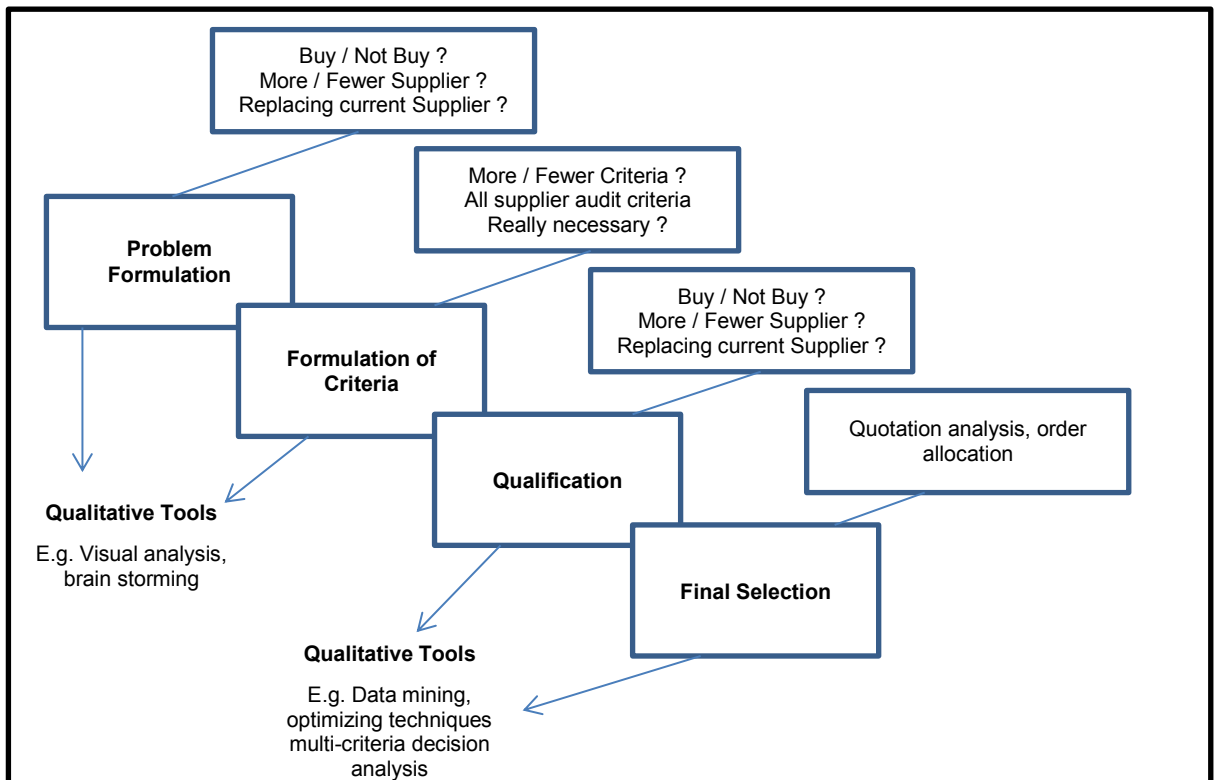 Buy / Not Buy ?
More / Fewer Supplier ?
Replacing current Supplier ?
More / Fewer Criteria ?
All supplier audit criteria
Really necessary ?
Problem
Formulation
Buy / Not Buy ?
More / Fewer Supplier ?
Replacing current Supplier ?
Formulation of
Criteria
Quotation analysis, order
allocation
Qualification
Qualitative Tools
E.g. Visual analysis,
brain storming
Final Selection
Qualitative Tools
E.g. Data mining,
optimizing techniques
multi-criteria decision
analysis